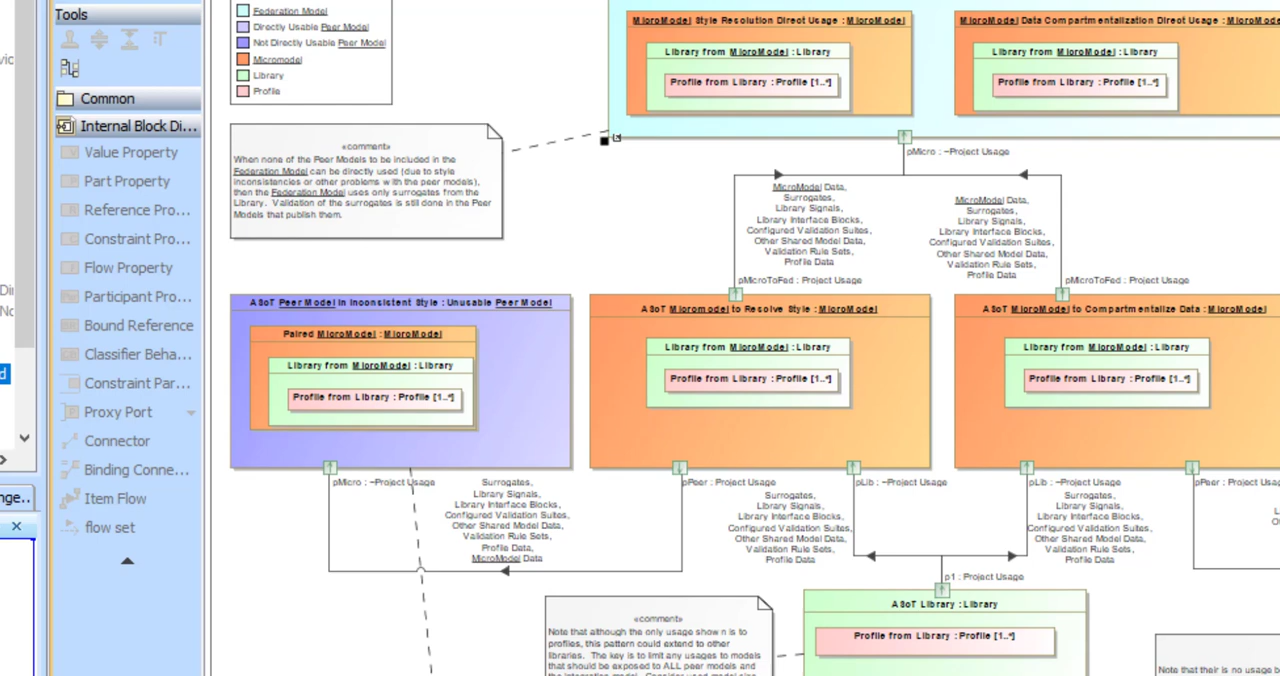 Tools
Common
Internal Block Di...
Value Property
Part Property
Reference Pro...
Constraint Pro...
Flow Property
Participant Pro...
Bound Reference
Classifier Beha...
Constraint Par...
Proxy Port
Connector
Binding Conne...
Item Flow
flow set
nge..
Federation Model
Directly Usable Peer Model
Not Directly Usable Peer Model
Micromodel
Library
Profile
«comment»
When none of the Peer Models to be included in the
Federation Model can be directly used (due to style
inconsistencies or other problems with the peer models),
then the Federation Model uses only surrogates from the
Library. Validation of the surrogates is still done in the Peer
Models that publish them.
MicroModel Style Resolution Direct Usage : MicroModel
Library from MicroModel : Library
Profile from Library : Profile [1..*]
MicroModel Data Compartmentalization Direct Usage : MicroMode
Library from MicroModel : Library
Profile from Library : Profile [1..*]
pMicro : ~Project Usage
MicroModel Data,
Surrogates,
Library Signals,
Library Interface Blocks,
Configured Validation Suites,
Other Shared Model Data,
Validation Rule Sets,
Profile Data
MicroModel Data,
Surrogates,
Library Signals,
Library Interface Blocks,
Configured Validation Suites,
Other Shared Model Data,
Validation Rule Sets,
Profile Data
pMicroToFed : Project Usage
pMicroToFed : Project Usage
ASoT Peer Model in Inconsistent Style : Unusable Peer Model
Paired MicroModel : MicroModel
Library from MicroModel : Library
Profile from Library : Profile [1..*]
ASoT Micromodel to Resolve Style : MicroModel
Library from MicroModel : Library
Profile from Library : Profile [1..*]
ASoT MicroModel to Compartmentalize Data : MicroModel
Library from MicroModel : Library
Profile from Library : Profile [1..*]
pMicro : ~Project Usage
Surrogates,
Library Signals,
Library Interface Blocks,
Configured Validation Suites,
Other Shared Model Data,
Validation Rule Sets,
Profile Data,
MicroModel Data
pPeer : Project Usage
Surrogates,
Library Signals,
Library Interface Blocks,
Configured Validation Suites,
Other Shared Model Data,
Validation Rule Sets,
Profile Data
pLib : ~Project Usage
pLib : ~Project Usage
Surrogates,
Library Signals,
Library Interface Blocks,
Configured Validation Suites,
Other Shared Model Data,
Validation Rule Sets,
Profile Data
pPeer : Project Usag
p1 : Project Usage
ASoT Library : Library
Profile from Library : Profile [1..*]
«comment»
Note that although the only usage shown is to
profiles, this pattern could extend to other
libraries. The key is to limit any usages to models
that should be exposed to ALL peer models and
Note that their is no usage b